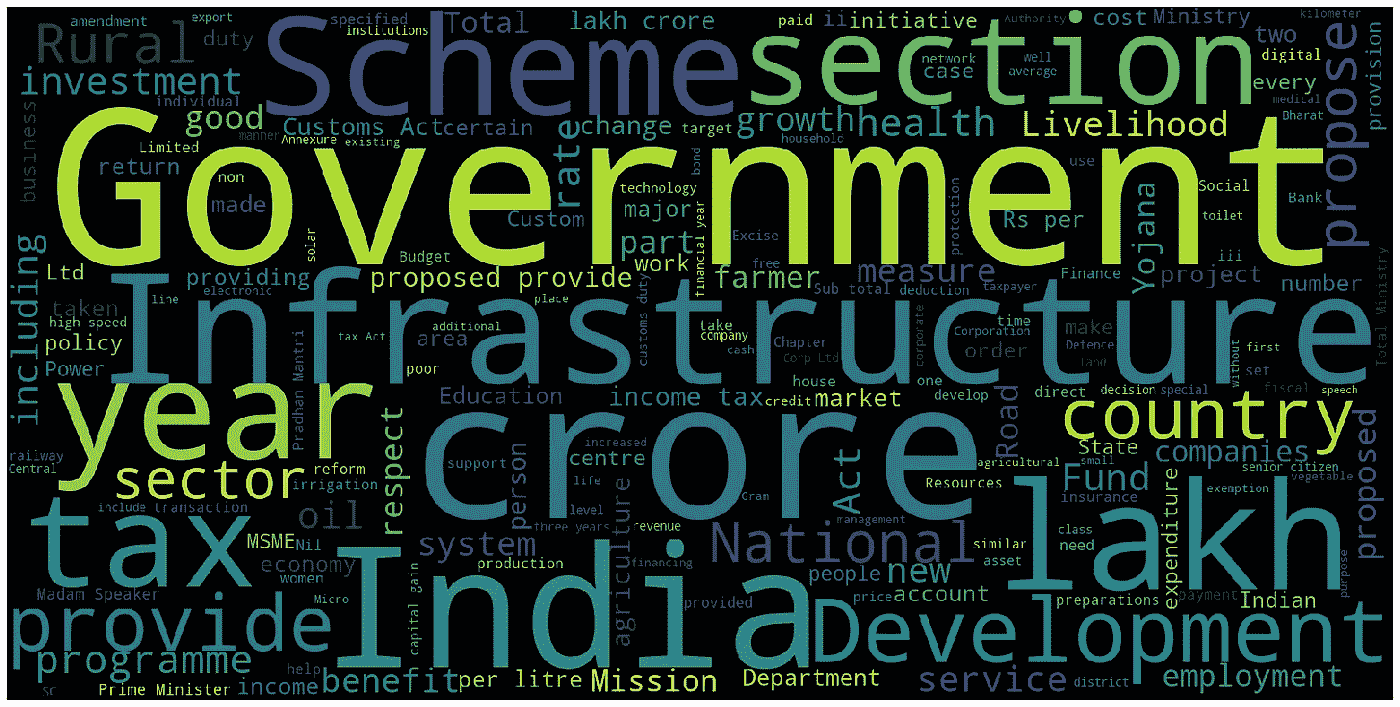 amendment
export
specified
institutions
Total
lakh crore
paid
ii
initiative
Authority
cost
Ministry
kilometer
Rural
duty
Scheme
section
network
well
case
average
two
digital
every
propose
provision
investment
individual
business
good
Customs Act
certain
manner
Annexure
existing
rate
change
target
growth
health
household
Livelihood
medical
Bharat
Government
Limited
return
non
made
solar
technology
major
Custom
bond
financial year
part
work
Excise
free
protection
Rs per
use
Yojana
Social
toilet
Bank
iii
including
Ltd
providing
Budget
proposed
provide
farmer
measure
Sub total
deduction
Finance
taxpayer
project
number
Total Ministry
taken
line
electronic
place
Infrastructure
high speed
policy
Power
tax Act
additional
area
poor
customs duty
take
company
cash
Chapter
Corp Ltd
corporate
Corporation
time
order
make
Defence
land
without
first
set
fiscal
Pradhan Mantri
year
Education
income tax
house
credit
market
one
develop
direct
decision
special
speech
Road
country
State
companies
railway
Central
sector
reform
irrigation
respect
crore
support
person
increased
centre
life
level
Cram
Act
agricultural
Resources
small
Fund
insurance
senior citizen
vegetable
exemption
proposed
include
transaction
tax
oil
MSME
Nil
economy
women
system
three years
revenue
agriculture
financing
management
National
similar
class
need
asset
lakh
expenditure
purpose
Madam Speaker
Micro
production
capital gain
India
provided
price
people
new
account
preparations
payment
Indian
provide
Development
programme
help
sc
Prime Minister
income
benefit
per litre
Mission
Department
service
district
employment